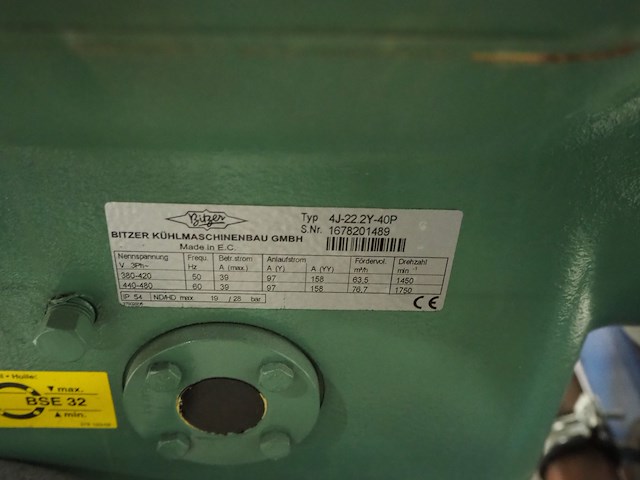 Bitzer
Typ 4J-22.2Y-40P
S.Nr. 1678201489
BITZER KÜHLMASCHINENBAU GMBH
Made in E.C.
Nennspannung Frequ. Betr.strom Anlaufstrom Fördervol. Drehzahl
V 3Ph~ Hz A (max.) A (Y) A (YY) m³/h min⁻¹
380-420 50 39 97 158 63,5 1450
440-480 60 39 97 158 76,7 1750
IP 54 ND/HD max 19 / 28 bar
CE
max.
BSE 32
min.